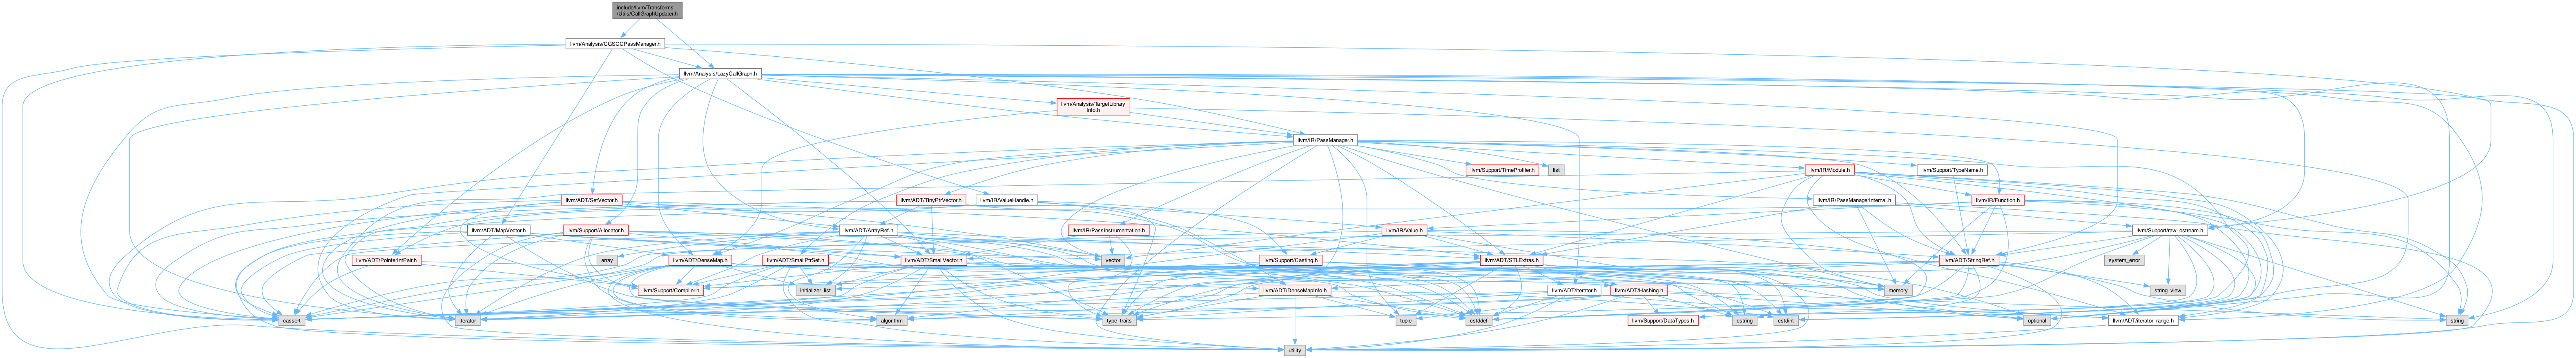 include/llvm/Transforms
/Utils/CallGraphUpdater.h
llvm/Analysis/CGSCCPassManager.h
llvm/Analysis/LazyCallGraph.h
llvm/Analysis/TargetLibrary
Info.h
llvm/IR/PassManager.h
llvm/Support/TimeProfiler.h
list
llvm/IR/Module.h
llvm/Support/TypeName.h
llvm/ADT/SetVector.h
llvm/ADT/TinyPtrVector.h
llvm/IR/ValueHandle.h
llvm/IR/PassManagerInternal.h
llvm/IR/Function.h
llvm/ADT/MapVector.h
llvm/Support/Allocator.h
llvm/ADT/ArrayRef.h
llvm/IR/PassInstrumentation.h
llvm/IR/Value.h
llvm/Support/raw_ostream.h
llvm/ADT/PointerIntPair.h
array
llvm/ADT/DenseMap.h
llvm/ADT/SmallPtrSet.h
vector
llvm/ADT/SmallVector.h
llvm/Support/Casting.h
llvm/ADT/STLExtras.h
llvm/ADT/StringRef.h
system_error
llvm/Support/Compiler.h
initializer_list
llvm/ADT/DenseMapInfo.h
llvm/ADT/iterator.h
llvm/ADT/Hashing.h
memory
string_view
cassert
iterator
algorithm
type_traits
tuple
cstddef
llvm/Support/DataTypes.h
cstring
cstdint
optional
llvm/ADT/iterator_range.h
string
utility